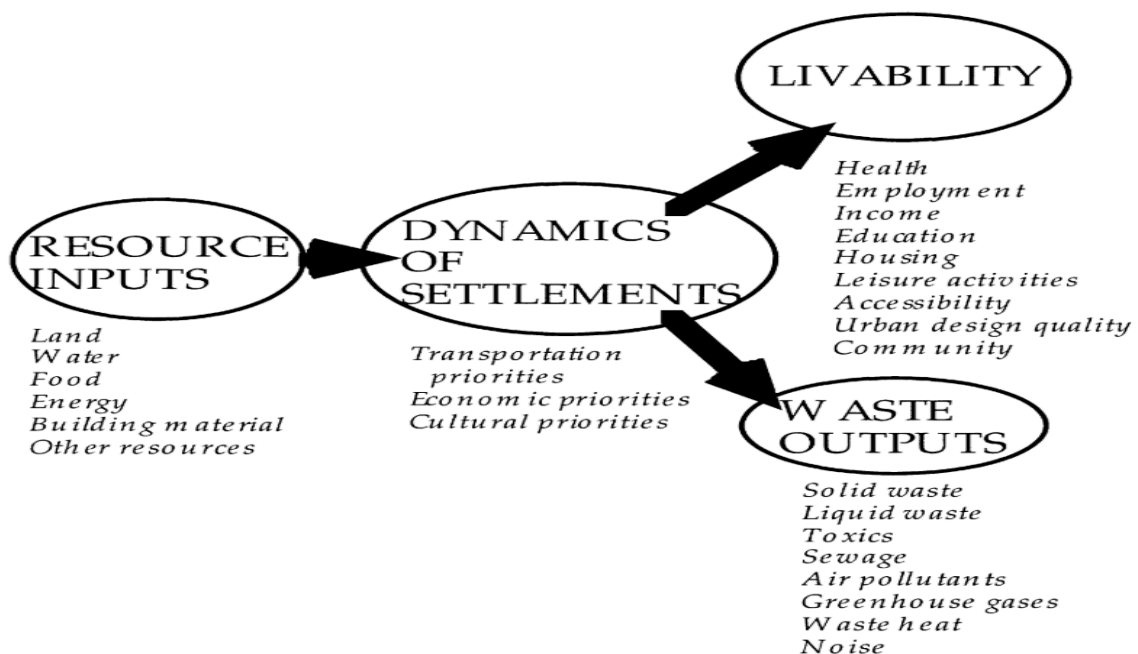 RESOURCE
INPUTS
Land
Water
Food
Energy
Building material
Other resources
DYNAMICS
OF
SETTLEMENTS
Transportation
priorities
Economic priorities
Cultural priorities
LIVABILITY
Health
Employment
Income
Education
Housing
Leisure activities
Accessibility
Urban design quality
Community
WASTE
OUTPUTS
Solid waste
Liquid waste
Toxics
Sewage
Air pollutants
Greenhouse gases
Waste heat
Noise